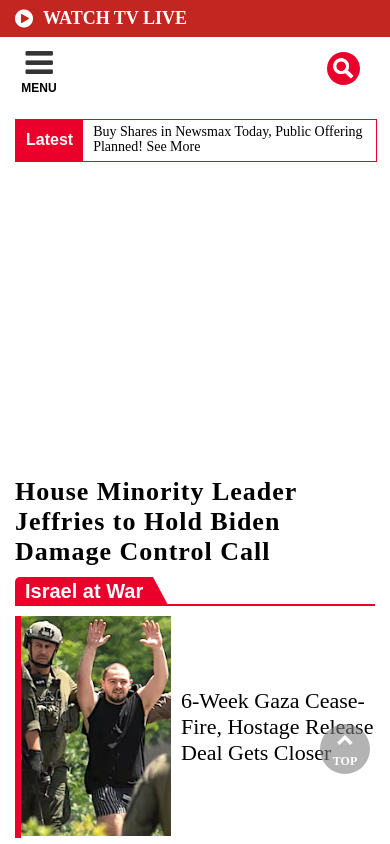 WATCH TV LIVE
MENU
Latest
Buy Shares in Newsmax Today, Public Offering
Planned! See More
House Minority Leader
Jeffries to Hold Biden
Damage Control Call
Israel at War
6-Week Gaza Cease-
Fire, Hostage Release
Deal Gets Closer
TOP